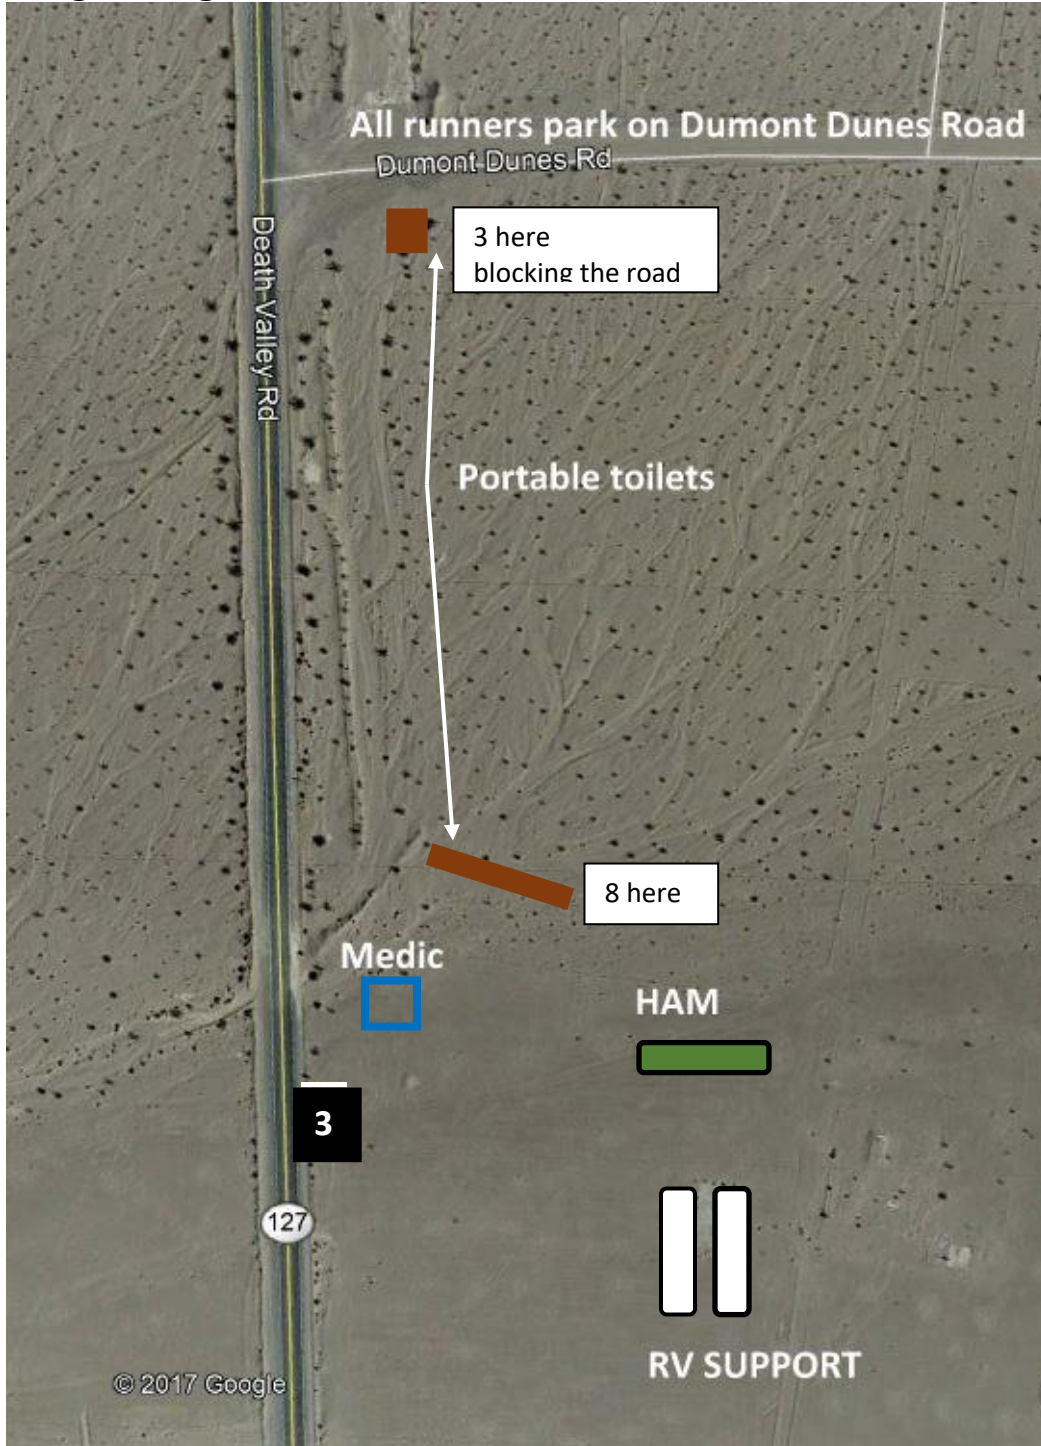 All runners park on Dumont Dunes Road
Dumont Dunes Rd
3 here
blocking the road
Death Valley Rd
Portable toilets
8 here
Medic
HAM
3
127
RV SUPPORT
© 2017 Google